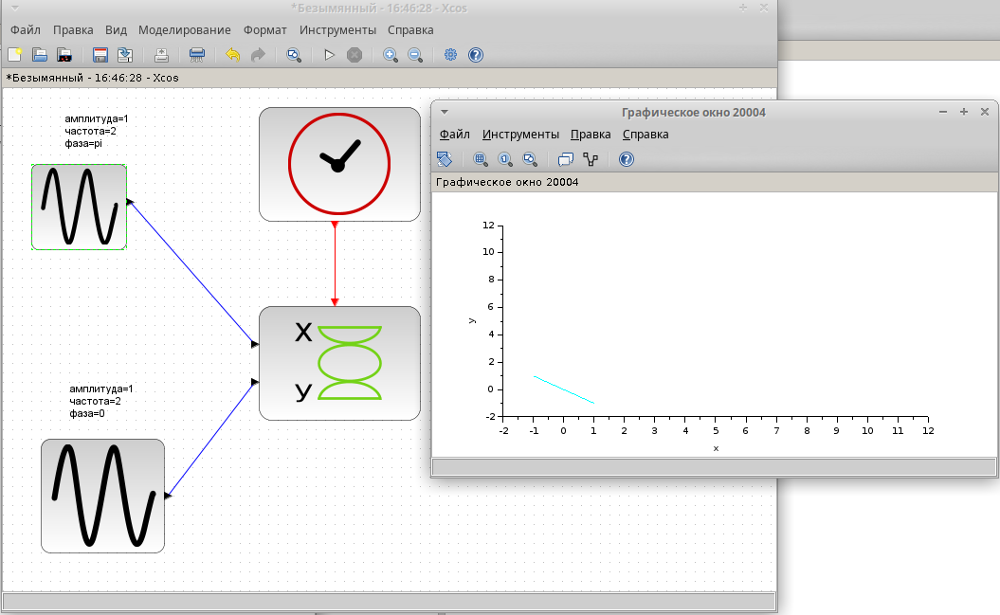 *Безымянный - 16:46:28 - Xcos
Файл Правка Вид Моделирование Формат Инструменты Справка
*Безымянный - 16:46:28 - Xcos
амплитуда=1
частота=2
фаза=pi
X
y
амплитуда=1
частота=2
фаза=0
Графическое окно 20004
Файл Инструменты Правка Справка
Графическое окно 20004
12
10
8
6
4
2
0
-2
y
-2 -1 0 1 2 3 4 5 6 7 8 9 10 11 12
x